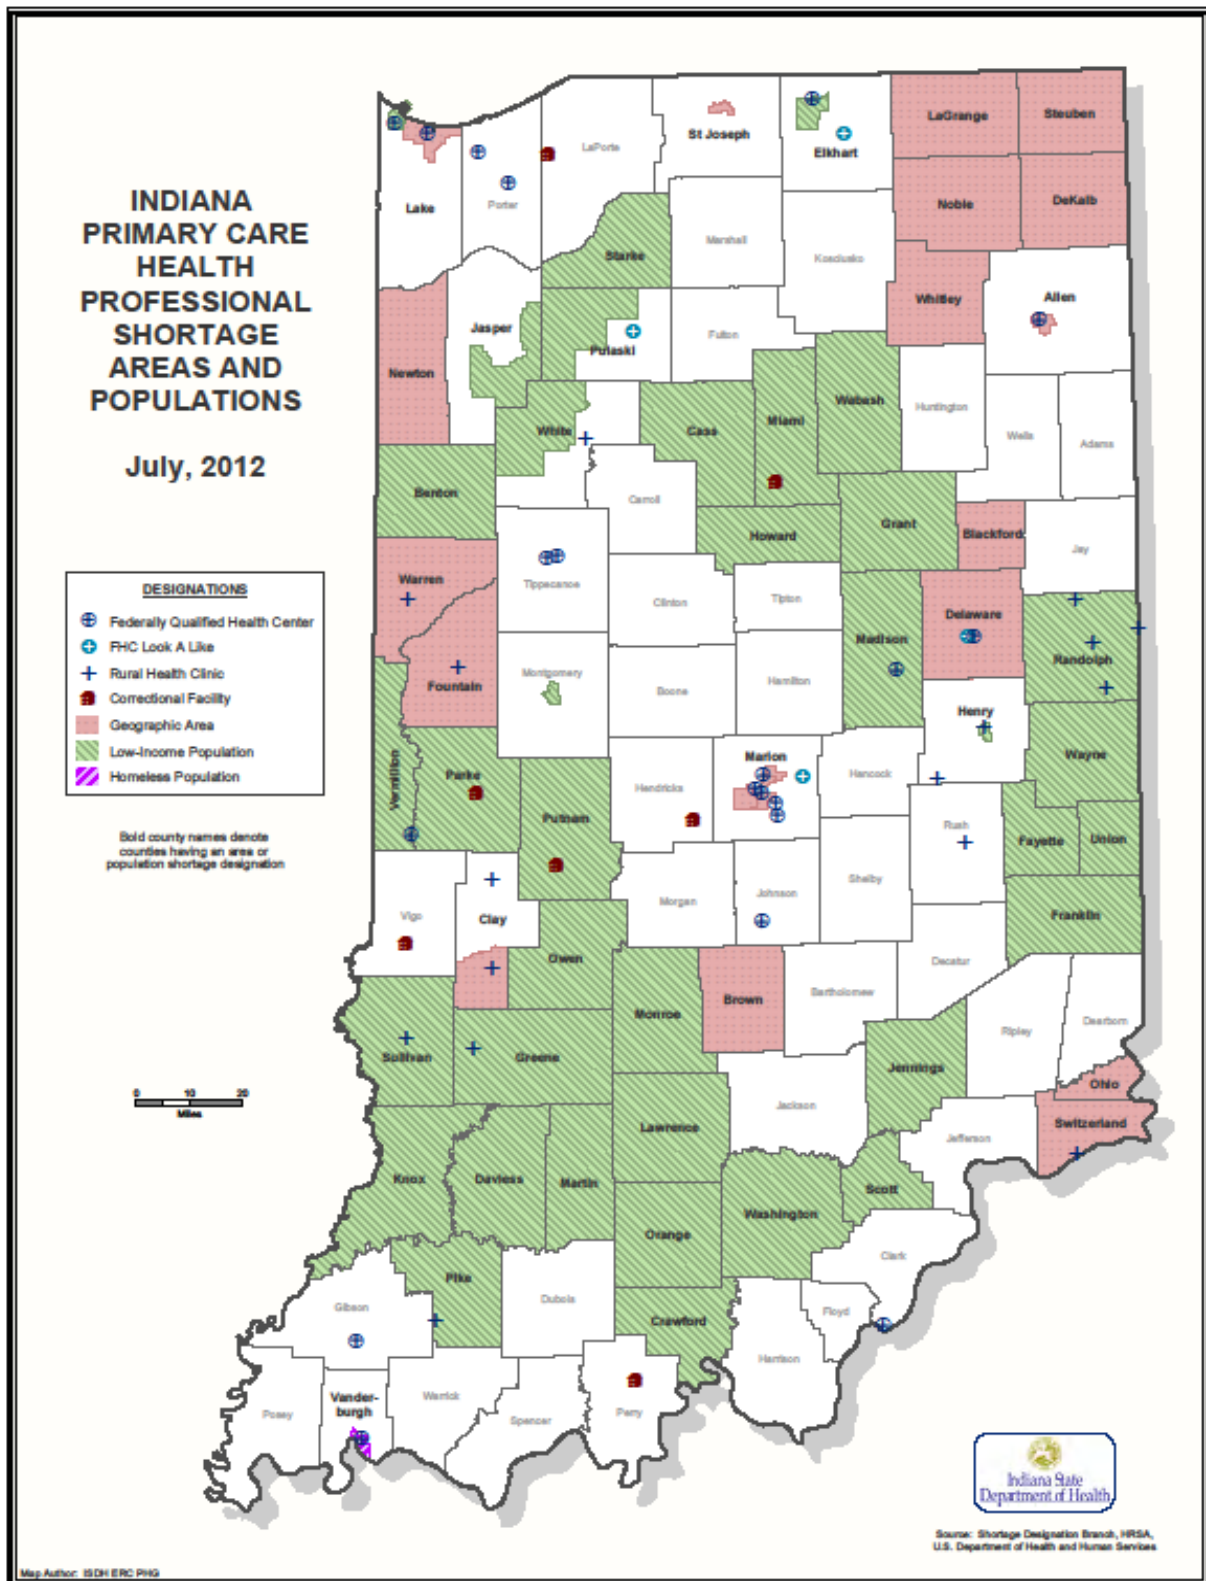 INDIANA
PRIMARY CARE
HEALTH
PROFESSIONAL
SHORTAGE
AREAS AND
POPULATIONS
July, 2012
DESIGNATIONS
Federally Qualified Health Center
FHC Look A Like
Rural Health Clinic
Correctional Facility
Geographic Area
Low-Income Population
Homeless Population
Bold county names denote
counties having an area or
population shortage designation
0 10 20
Miles
Lake
Porter
LaPorte
St Joseph
Elkhart
LaGrange
Steuben
Noble
DeKalb
Starke
Marshall
Kosciusko
Whitley
Allen
Newton
Jasper
Pulaski
Fulton
White
Cass
Miami
Wabash
Huntington
Wells
Adams
Benton
Carroll
Howard
Grant
Blackford
Jay
Warren
Tippecanoe
Clinton
Tipton
Madison
Delaware
Randolph
Fountain
Montgomery
Boone
Hamilton
Henry
Wayne
Vermillion
Parke
Putnam
Hendricks
Marion
Hancock
Rush
Fayette
Union
Vigo
Clay
Owen
Morgan
Johnson
Shelby
Franklin
Decatur
Sullivan
Greene
Monroe
Brown
Bartholomew
Jennings
Ripley
Dearborn
Ohio
Switzerland
Jackson
Jefferson
Lawrence
Knox
Daviess
Martin
Orange
Washington
Scott
Clark
Gibson
Pike
Dubois
Crawford
Floyd
Harrison
Posey
Vander-
burgh
Warrick
Spencer
Perry
Indiana State
Department of Health
Source: Shortage Designation Branch, HRSA,
U.S. Department of Health and Human Services
Map Author: ISDH ERC PHG